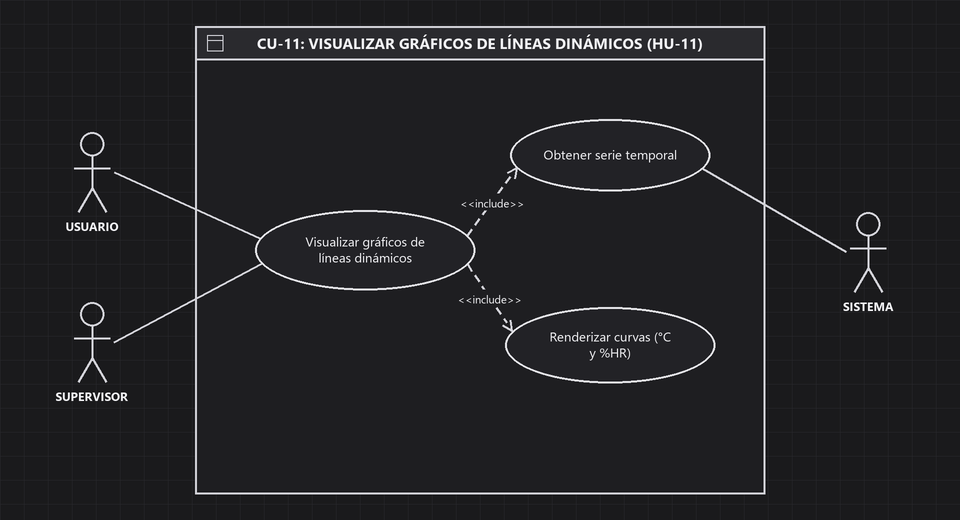 CU-11: VISUALIZAR GRÁFICOS DE LÍNEAS DINÁMICOS (HU-11)
Obtener serie temporal
<<include>>
USUARIO
Visualizar gráficos de
líneas dinámicos
<<include>>
SISTEMA
Renderizar curvas (°C
y %HR)
SUPERVISOR